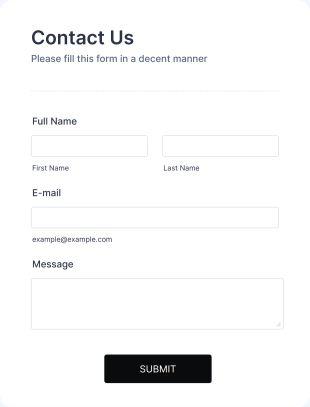 Contact Us
Please fill this form in a decent manner
Full Name
First Name Last Name
E-mail
example@example.com
Message
SUBMIT